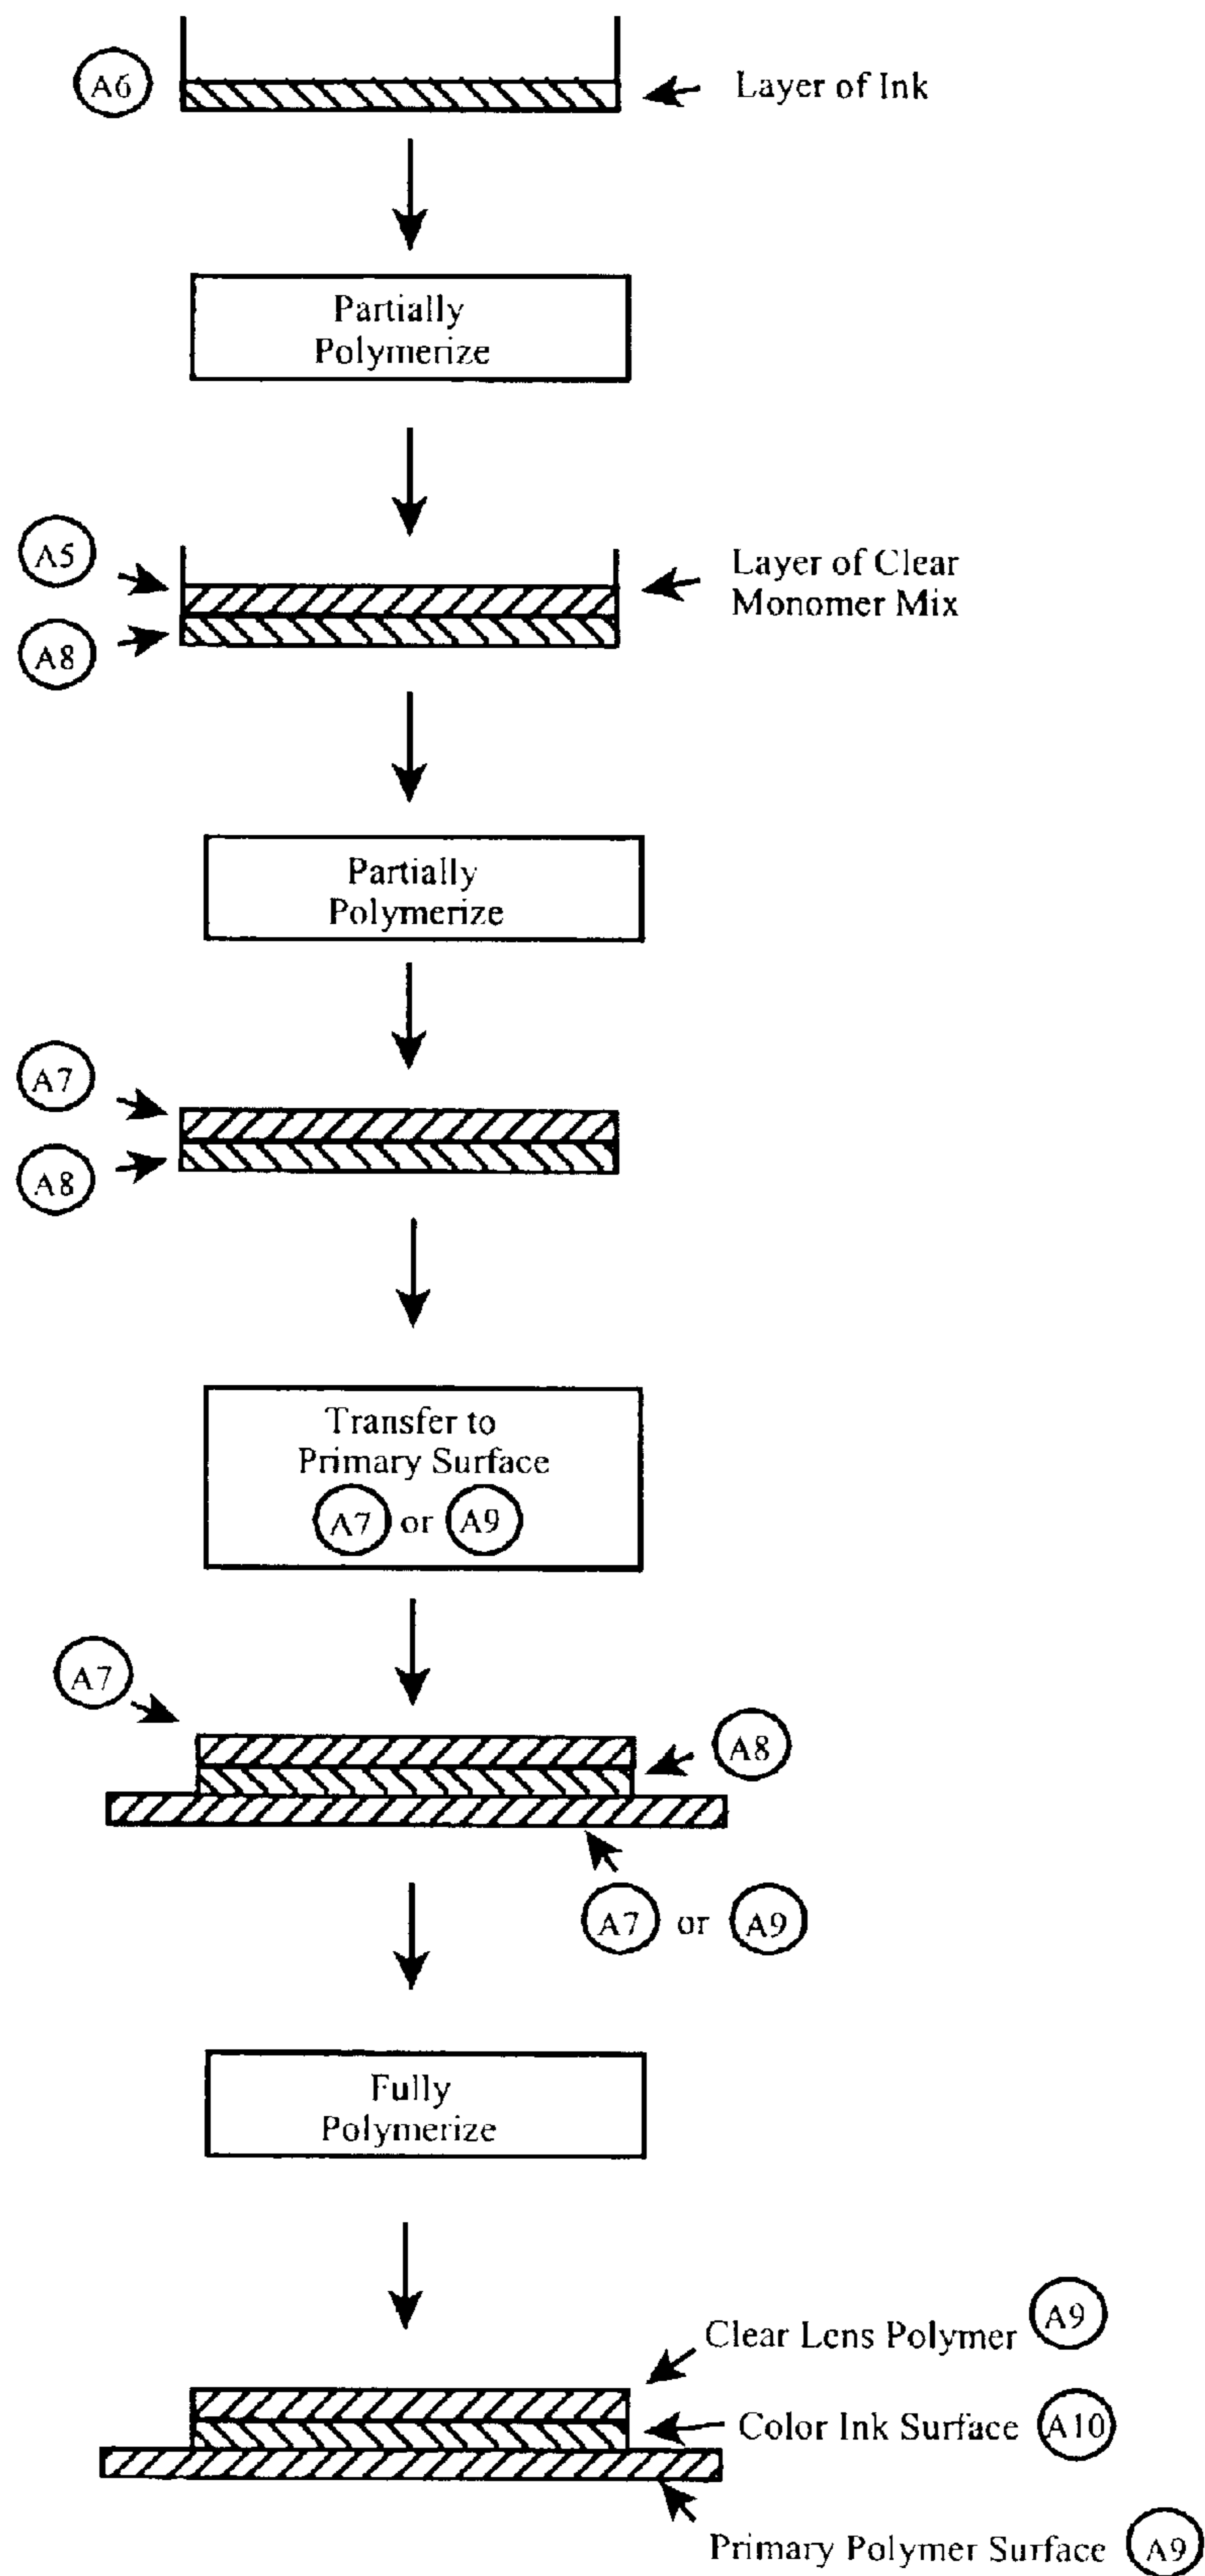 A6
Layer of Ink
Partially
Polymerize
A5
Layer of Clear
Monomer Mix
A8
Partially
Polymerize
A7
A8
Transfer to
Primary Surface
A7 or A9
A7
A8
A7 or A9
Fully
Polymerize
Clear Lens Polymer A9
Color Ink Surface A10
Primary Polymer Surface A9